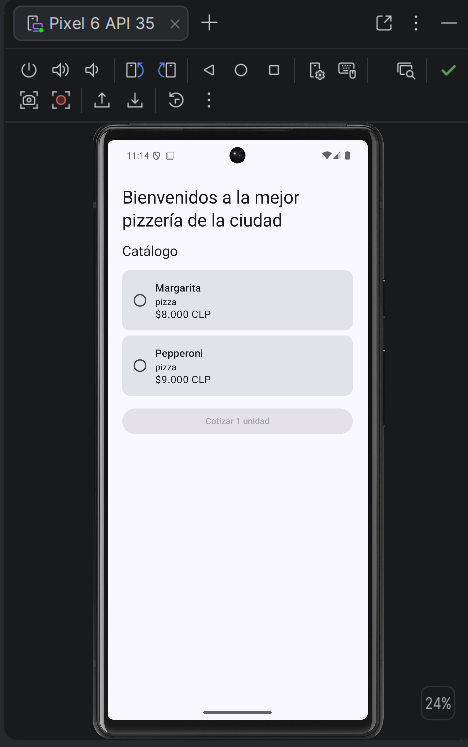 Pixel 6 API 35
11:14
Bienvenidos a la mejor
pizzería de la ciudad
Catálogo
Margarita
pizza
$8.000 CLP
Pepperoni
pizza
$9.000 CLP
Cotizar 1 unidad
24%